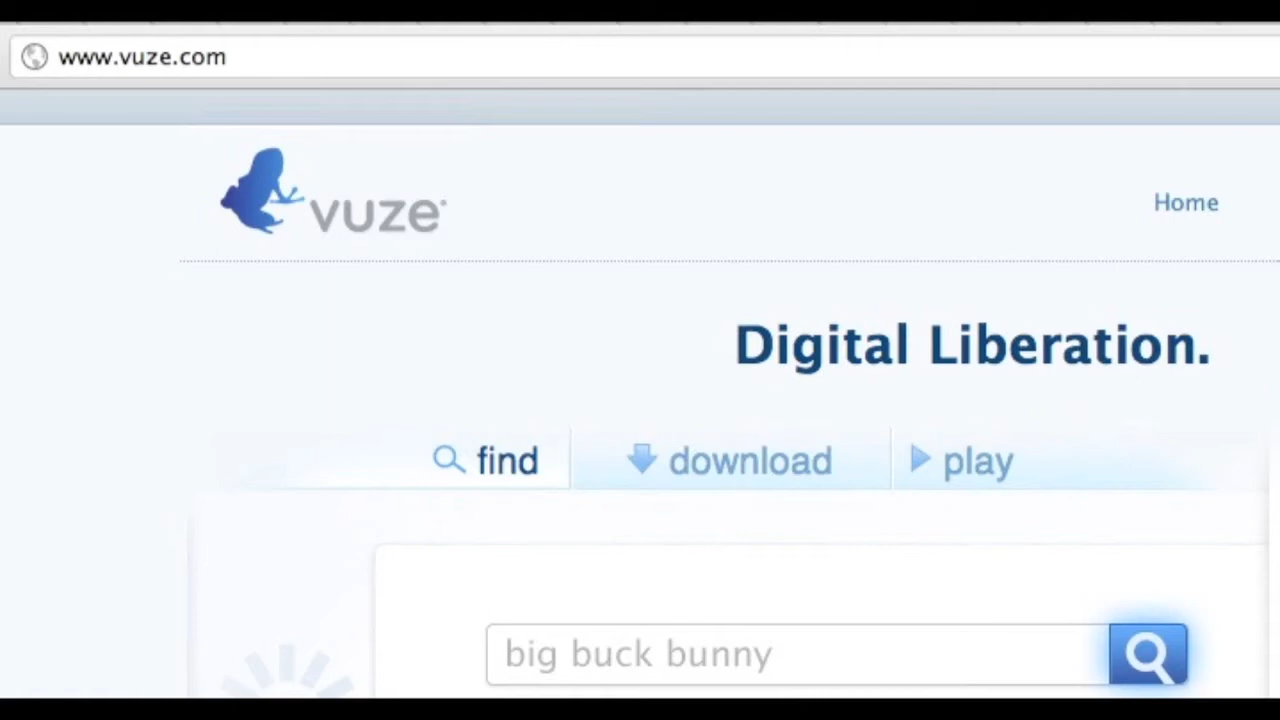 www.vuze.com
vuze
Home
Digital Liberation.
find
download
play
big buck bunny